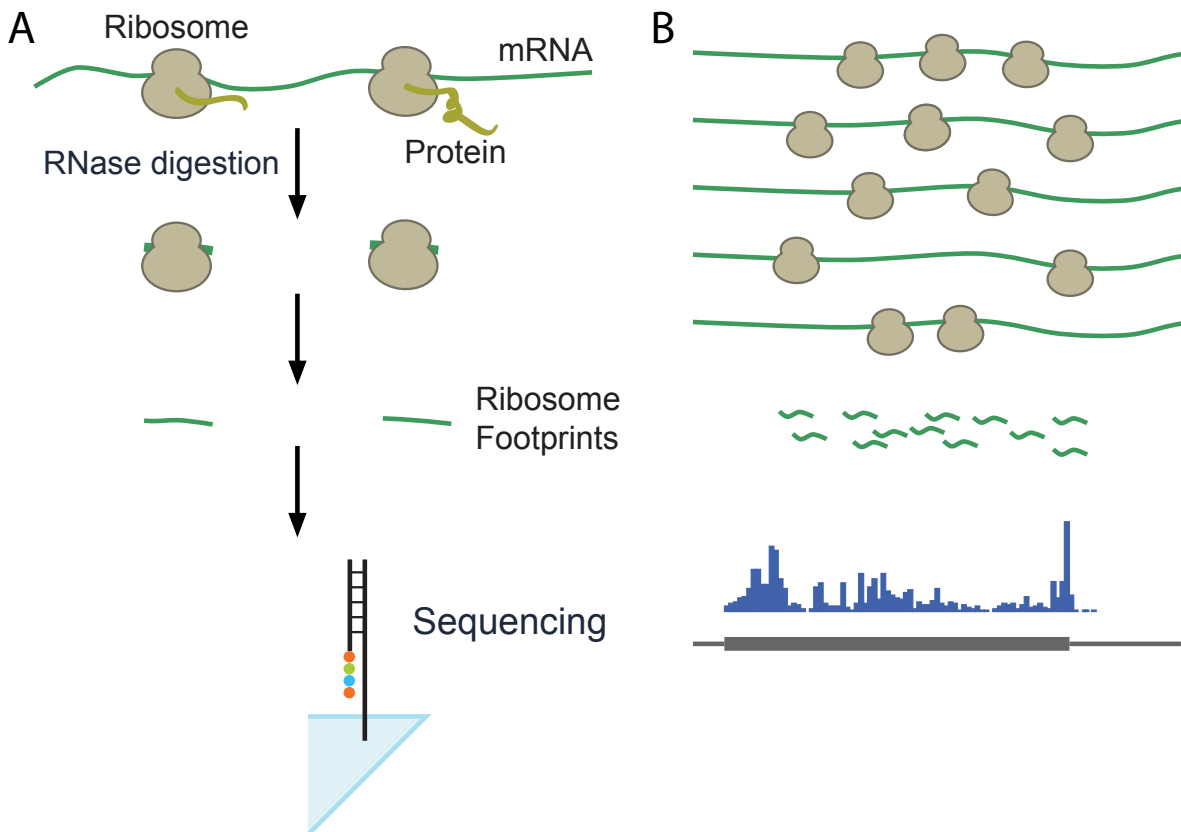 A
Ribosome
mRNA
Protein
RNase digestion
Ribosome
Footprints
Sequencing
B